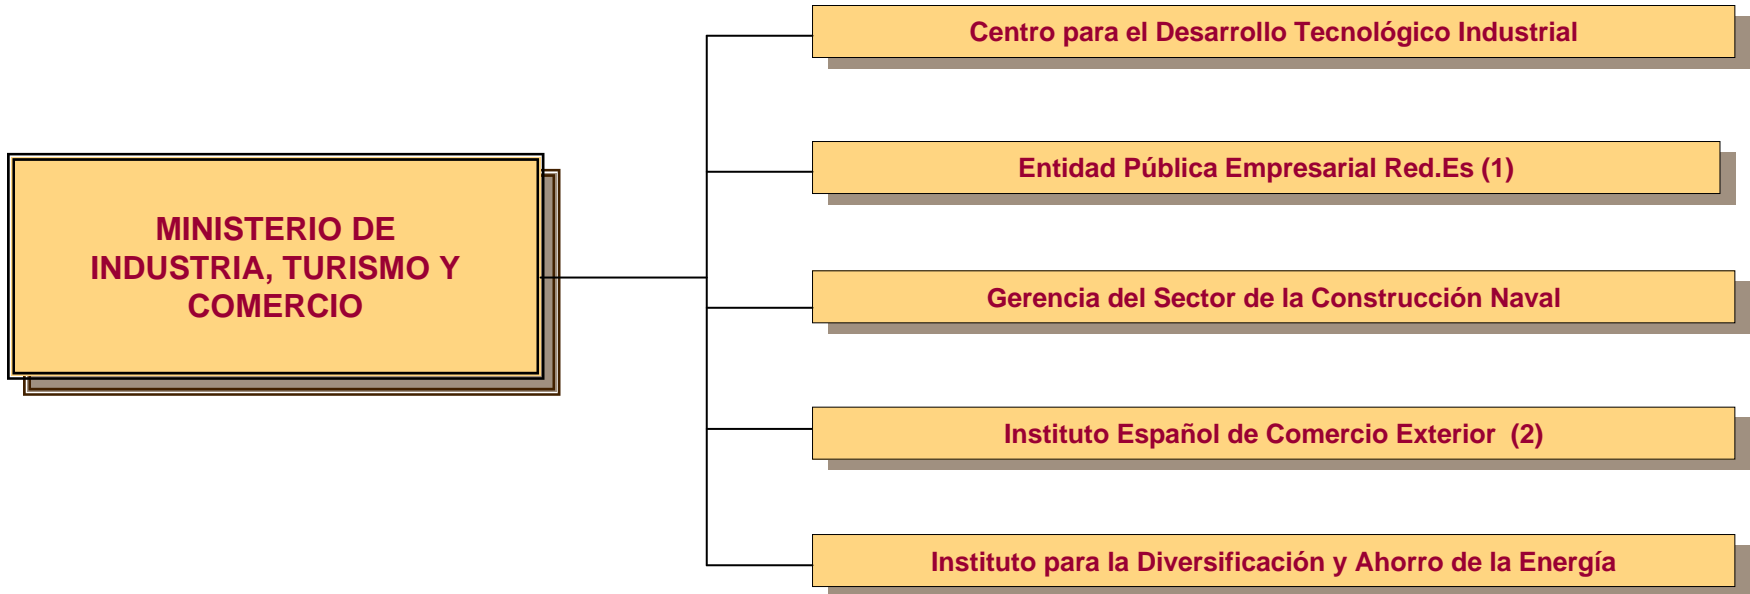 Centro para el Desarrollo Tecnológico Industrial
Entidad Pública Empresarial Red.Es (1)
MINISTERIO DE
INDUSTRIA, TURISMO Y
COMERCIO
Gerencia del Sector de la Construcción Naval
Instituto Español de Comercio Exterior (2)
Instituto para la Diversificación y Ahorro de la Energía